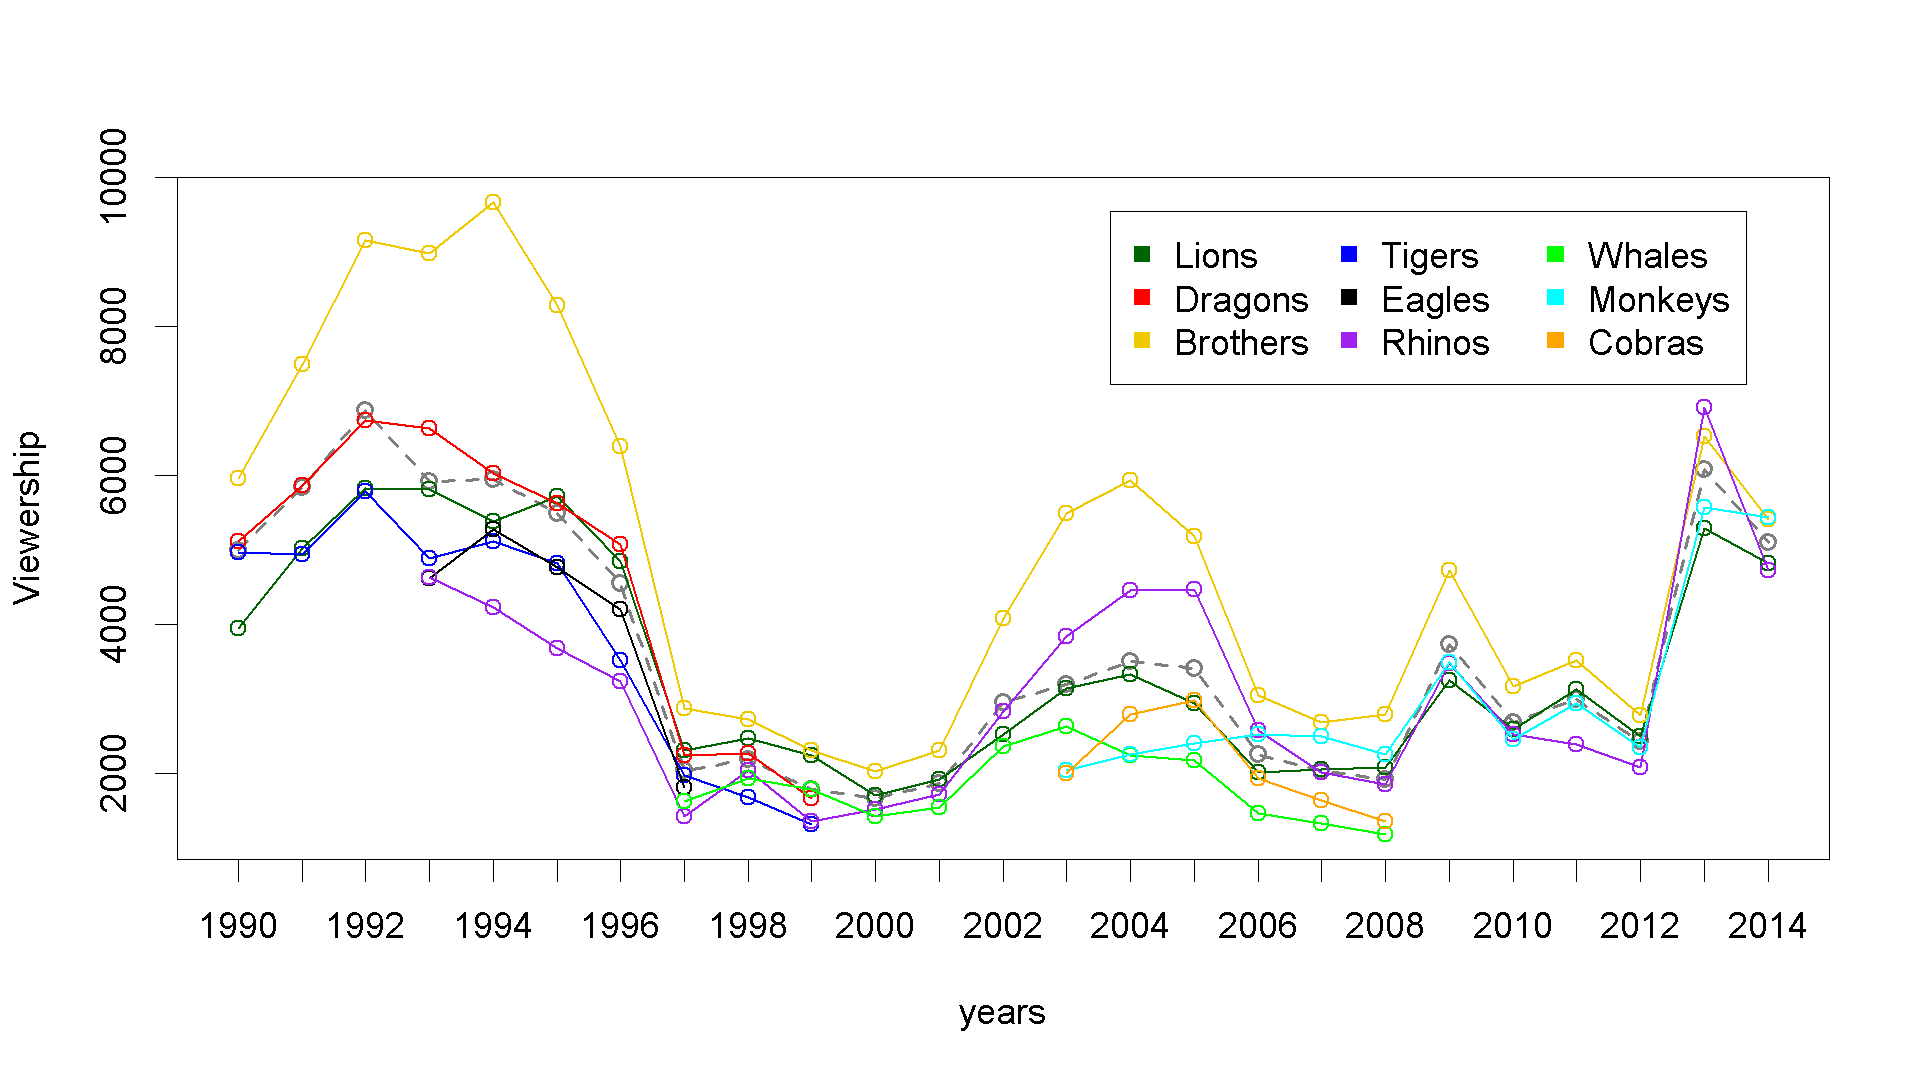 10000
8000
6000
4000
2000
Viewership
Lions Tigers Whales
Dragons Eagles Monkeys
Brothers Rhinos Cobras
1990 1992 1994 1996 1998 2000 2002 2004 2006 2008 2010 2012 2014
years